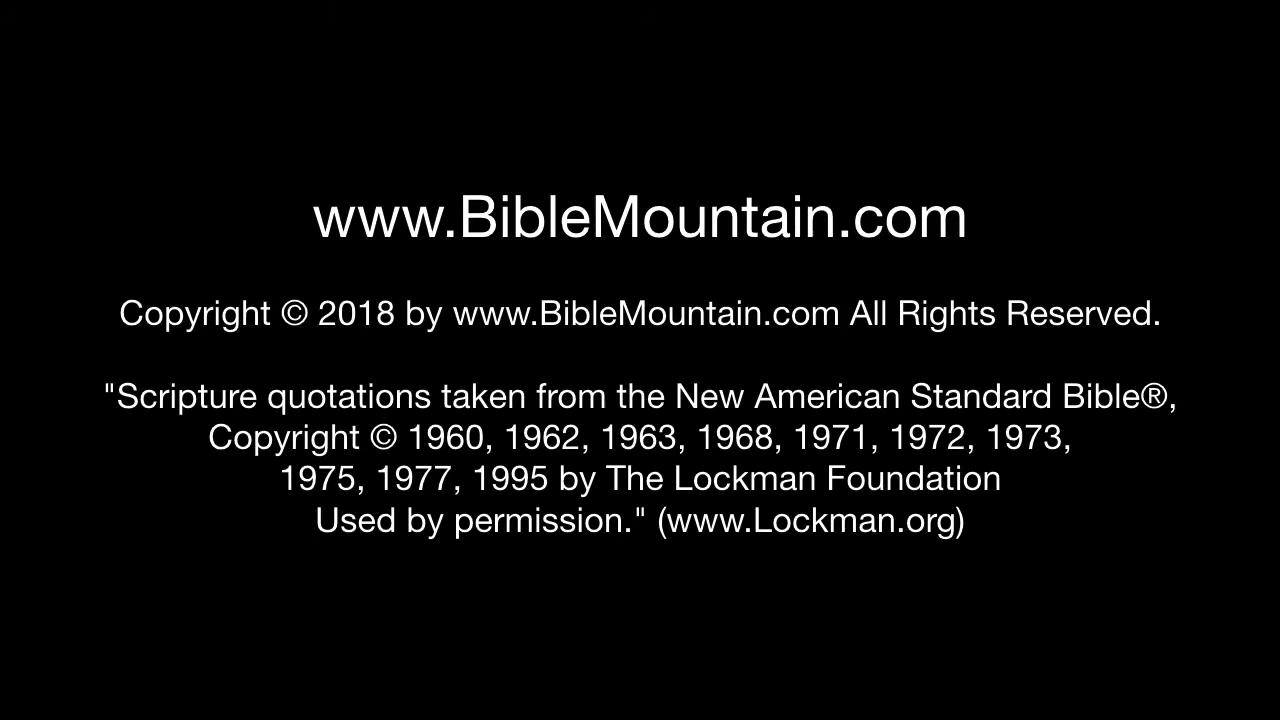 www.BibleMountain.com
Copyright © 2018 by www.BibleMountain.com All Rights Reserved.
"Scripture quotations taken from the New American Standard Bible®,
Copyright © 1960, 1962, 1963, 1968, 1971, 1972, 1973,
1975, 1977, 1995 by The Lockman Foundation
Used by permission." (www.Lockman.org)